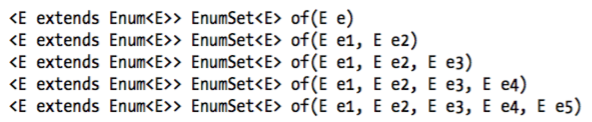 <E extends Enum<E>> EnumSet<E> of(E e)
<E extends Enum<E>> EnumSet<E> of(E e1, E e2)
<E extends Enum<E>> EnumSet<E> of(E e1, E e2, E e3)
<E extends Enum<E>> EnumSet<E> of(E e1, E e2, E e3, E e4)
<E extends Enum<E>> EnumSet<E> of(E e1, E e2, E e3, E e4, E e5)